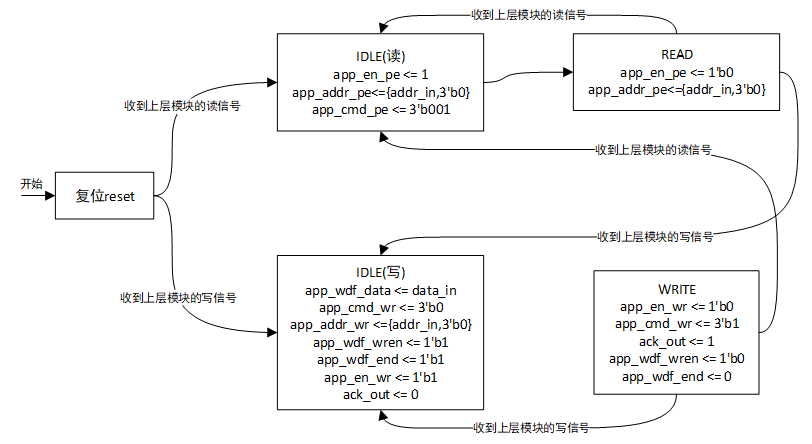 收到上层模块的读信号
IDLE(读)
app_en_pe <= 1
app_addr_pe<={addr_in,3'b0}
app_cmd_pe <= 3'b001
READ
app_en_pe <= 1'b0
app_addr_pe<={addr_in,3'b0}
收到上层模块的读信号
收到上层模块的读信号
开始
复位reset
收到上层模块的写信号
收到上层模块的写信号
IDLE(写)
app_wdf_data <= data_in
app_cmd_wr <= 3'b0
app_addr_wr <={addr_in,3'b0}
app_wdf_wren <= 1'b1
app_wdf_end <= 1'b1
app_en_wr <= 1'b1
ack_out <= 0
WRITE
app_en_wr <= 1'b0
app_cmd_wr <= 3'b1
ack_out <= 1
app_wdf_wren <= 1'b0
app_wdf_end <= 0
收到上层模块的写信号